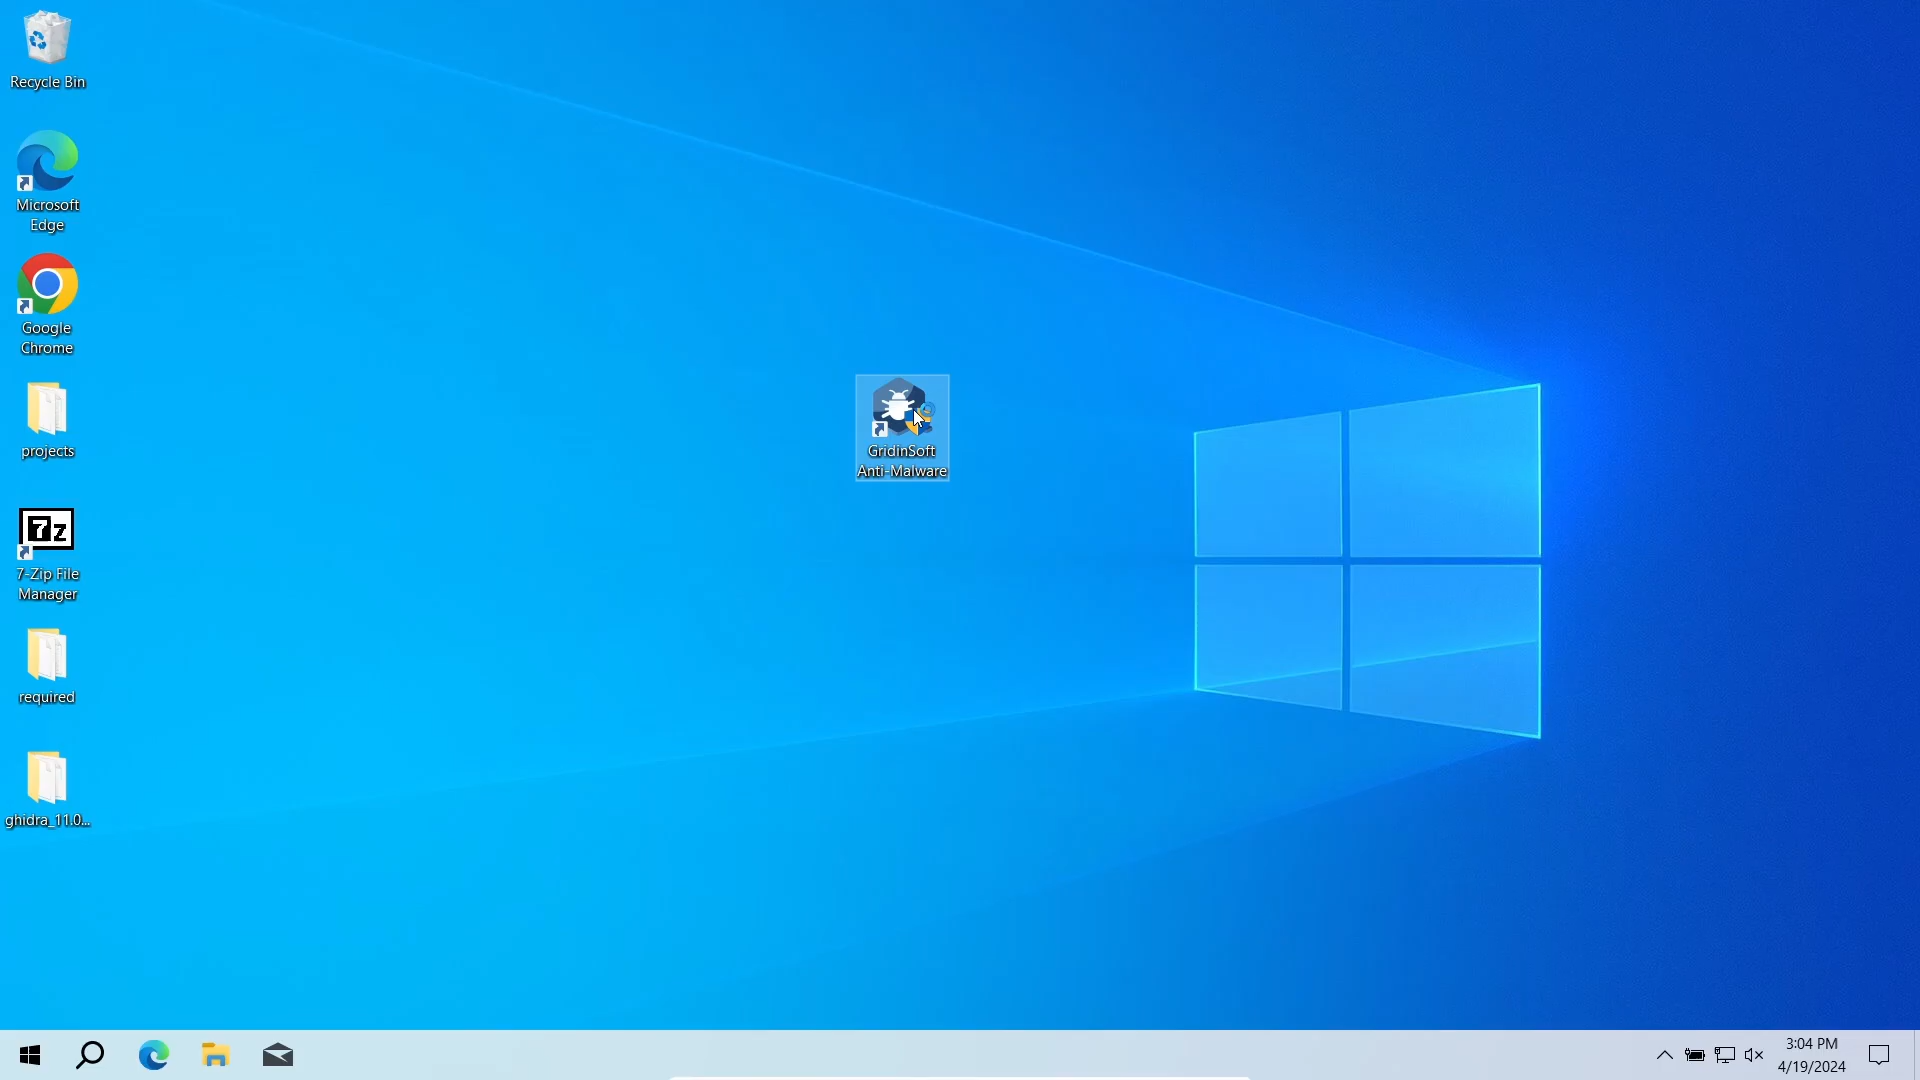 Recycle Bin
Microsoft
Edge
Google
Chrome
projects
7z
7-Zip File
Manager
required
ghidra_11.0...
GridinSoft
Anti-Malware
3:04 PM
4/19/2024